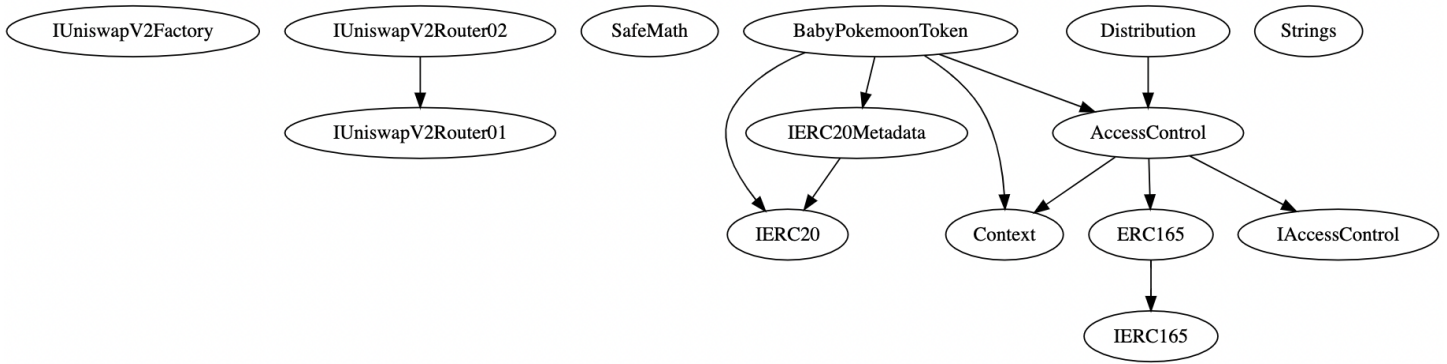 IUniswapV2Factory
IUniswapV2Router02
SafeMath
BabyPokemoonToken
Distribution
Strings
IUniswapV2Router01
IERC20Metadata
AccessControl
IERC20
Context
ERC165
IAccessControl
IERC165